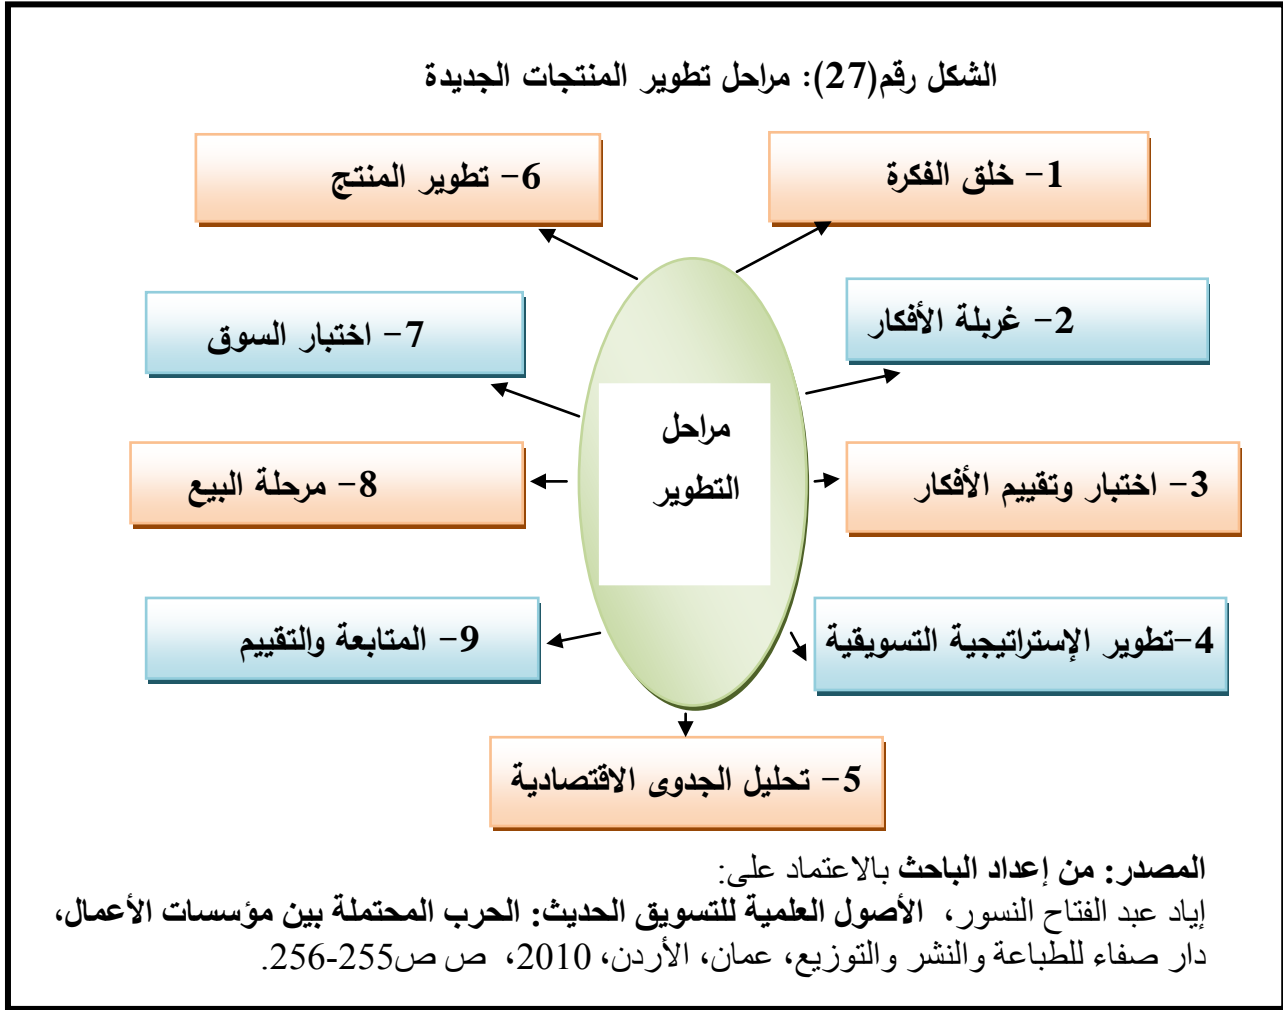 الشكل رقم(27): مراحل تطوير المنتجات الجديدة
1- خلق الفكرة
2- غربلة الأفكار
3- اختبار وتقييم الأفكار
4-تطوير الإستراتيجية التسويقية
5- تحليل الجدوى الاقتصادية
6- تطوير المنتج
7- اختبار السوق
8- مرحلة البيع
9- المتابعة والتقييم
مراحل
التطوير
المصدر: من إعداد الباحث بالاعتماد على:
إياد عبد الفتاح النسور، الأصول العلمية للتسويق الحديث: الحرب المحتملة بين مؤسسات الأعمال،
دار صفاء للطباعة والنشر والتوزيع، عمان، الأردن، 2010، ص ص255-256.